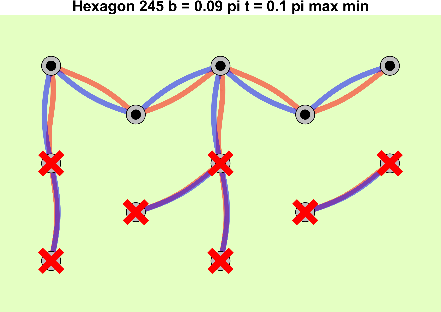 Hexagon 245 b = 0.09 pi t = 0.1 pi max min